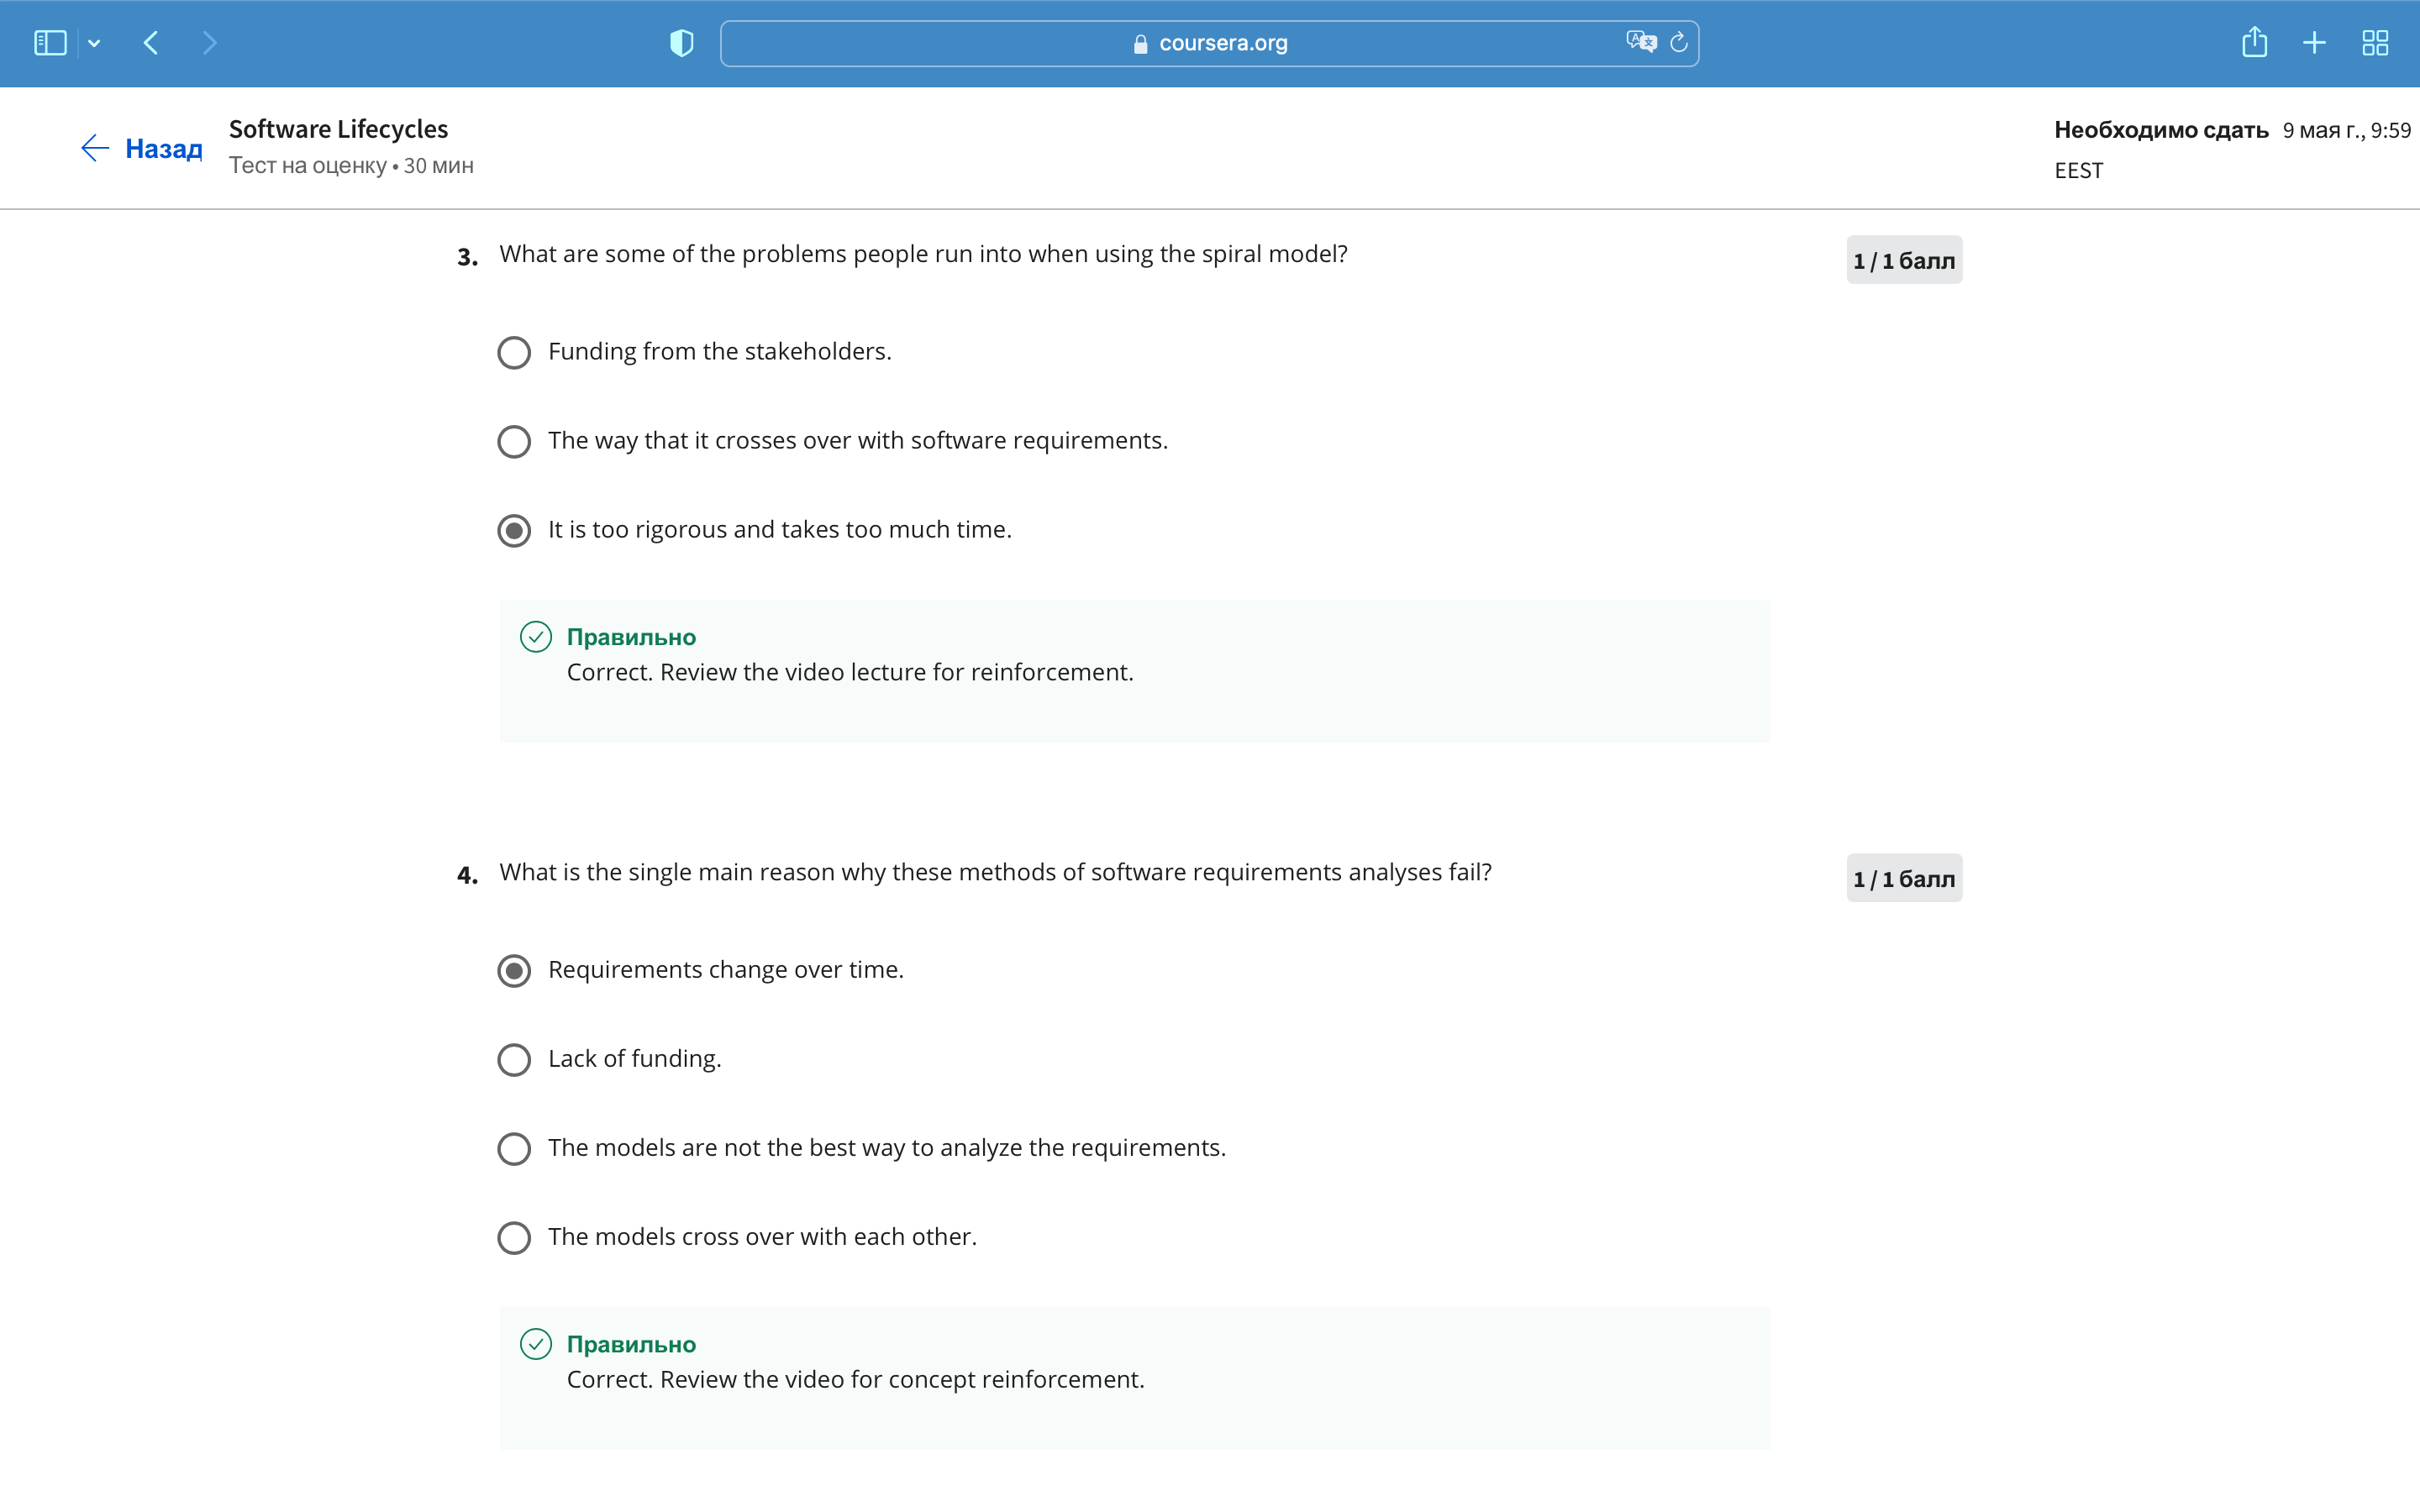 coursera.org
Назад
Software Lifecycles
Тест на оценку • 30 мин
Необходимо сдать 9 мая г., 9:59
EEST
3. What are some of the problems people run into when using the spiral model?
1 / 1 балл
Funding from the stakeholders.
The way that it crosses over with software requirements.
It is too rigorous and takes too much time.
Правильно
Correct. Review the video lecture for reinforcement.
4. What is the single main reason why these methods of software requirements analyses fail?
1 / 1 балл
Requirements change over time.
Lack of funding.
The models are not the best way to analyze the requirements.
The models cross over with each other.
Правильно
Correct. Review the video for concept reinforcement.